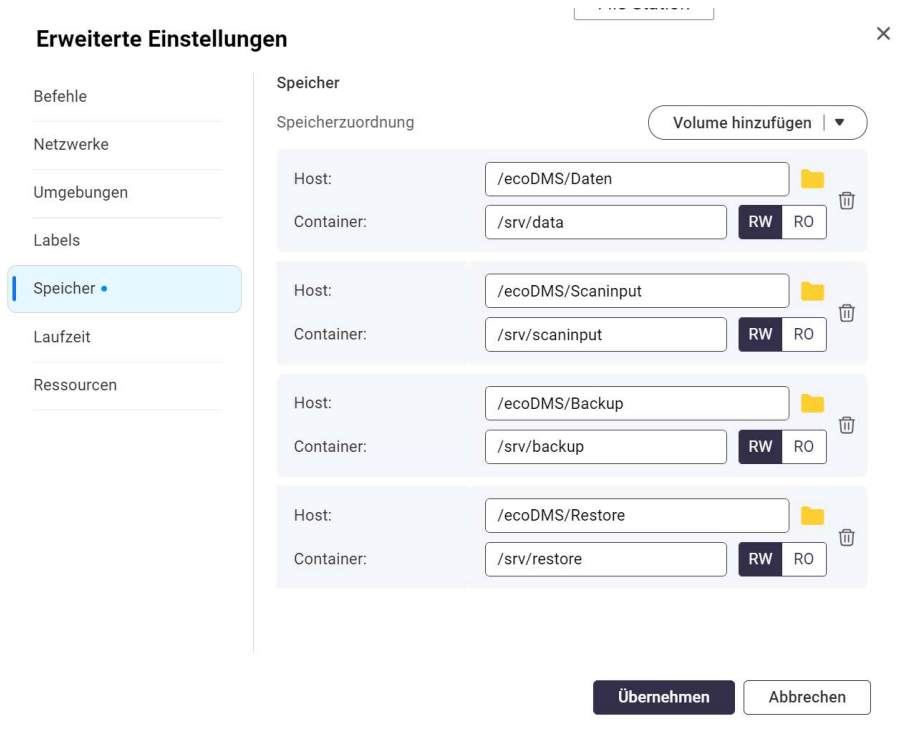 File Station
Erweiterte Einstellungen
Befehle
Netzwerke
Umgebungen
Labels
Speicher
Laufzeit
Ressourcen
Speicher
Speicherzuordnung
Volume hinzufügen
Host:
/ecoDMS/Daten
Container:
/srv/data
RW
RO
Host:
/ecoDMS/Scaninput
Container:
/srv/scaninput
RW
RO
Host:
/ecoDMS/Backup
Container:
/srv/backup
RW
RO
Host:
/ecoDMS/Restore
Container:
/srv/restore
RW
RO
Übernehmen
Abbrechen